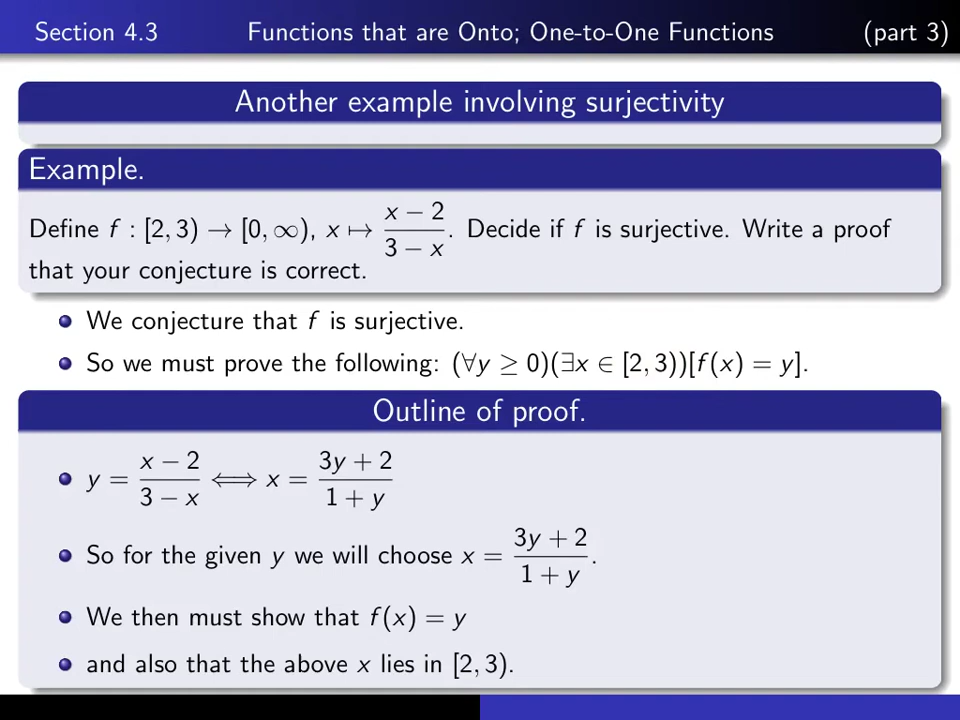 Section 4.3 Functions that are Onto; One-to-One Functions (part 3)
Another example involving surjectivity
Example.
Define f : [2, 3) → [0, ∞), x ↦ (x − 2)/(3 − x). Decide if f is surjective. Write a proof
that your conjecture is correct.
We conjecture that f is surjective.
So we must prove the following: (∀y ≥ 0)(∃x ∈ [2, 3))[f(x) = y].
Outline of proof.
y = (x − 2)/(3 − x) ⟺ x = (3y + 2)/(1 + y)
So for the given y we will choose x = (3y + 2)/(1 + y).
We then must show that f(x) = y
and also that the above x lies in [2, 3).